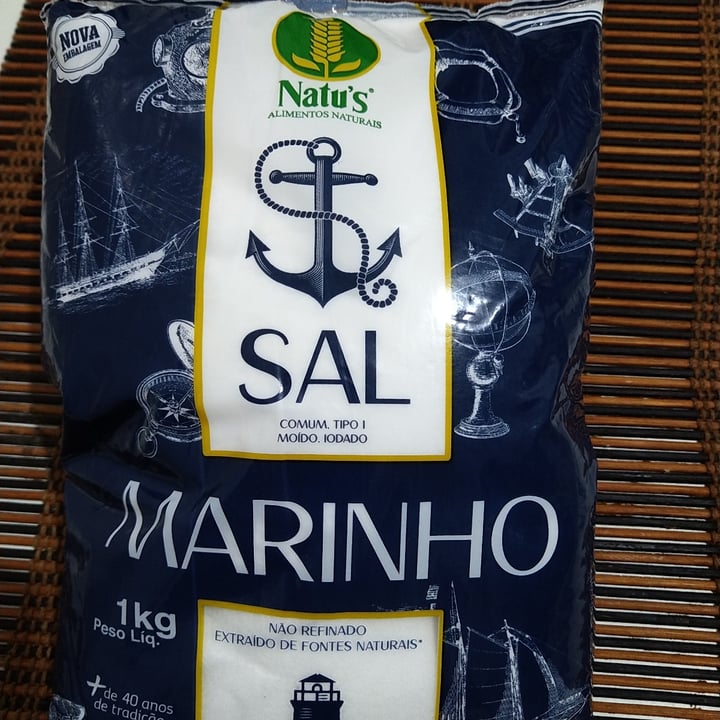 NOVA
EMBALAGEM
Natu's®
ALIMENTOS NATURAIS
SAL
COMUM. TIPO I
MOÍDO. IODADO
MARINHO
1kg
Peso Líq.
NÃO REFINADO
EXTRAÍDO DE FONTES NATURAIS*
+ de 40 anos
de tradição